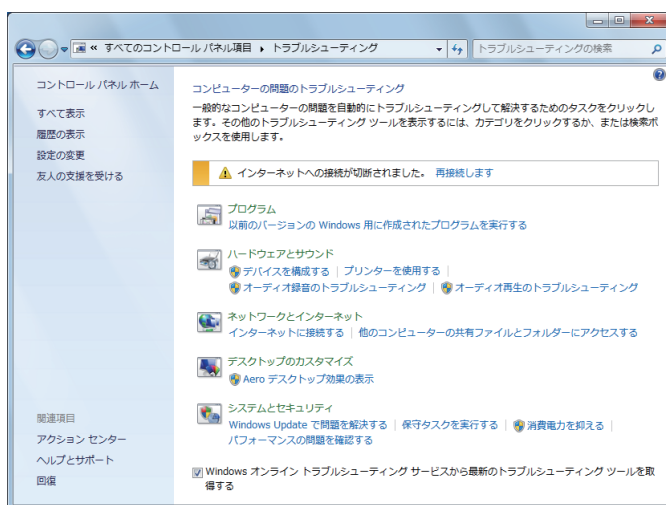 « すべてのコントロール パネル項目 ▸ トラブルシューティング
トラブルシューティングの検索
コントロール パネル ホーム
すべて表示
履歴の表示
設定の変更
友人の支援を受ける
関連項目
アクション センター
ヘルプとサポート
回復
コンピューターの問題のトラブルシューティング
一般的なコンピューターの問題を自動的にトラブルシューティングして解決するためのタスクをクリックし
ます。その他のトラブルシューティング ツールを表示するには、カテゴリをクリックするか、または検索ボ
ックスを使用します。
インターネットへの接続が切断されました。 再接続します
プログラム
以前のバージョンの Windows 用に作成されたプログラムを実行する
ハードウェアとサウンド
デバイスを構成する | プリンターを使用する |
オーディオ録音のトラブルシューティング | オーディオ再生のトラブルシューティング
ネットワークとインターネット
インターネットに接続する | 他のコンピューターの共有ファイルとフォルダーにアクセスする
デスクトップのカスタマイズ
Aero デスクトップ効果の表示
システムとセキュリティ
Windows Update で問題を解決する | 保守タスクを実行する | 消費電力を抑える |
パフォーマンスの問題を確認する
Windows オンライン トラブルシューティング サービスから最新のトラブルシューティング ツールを取
得する